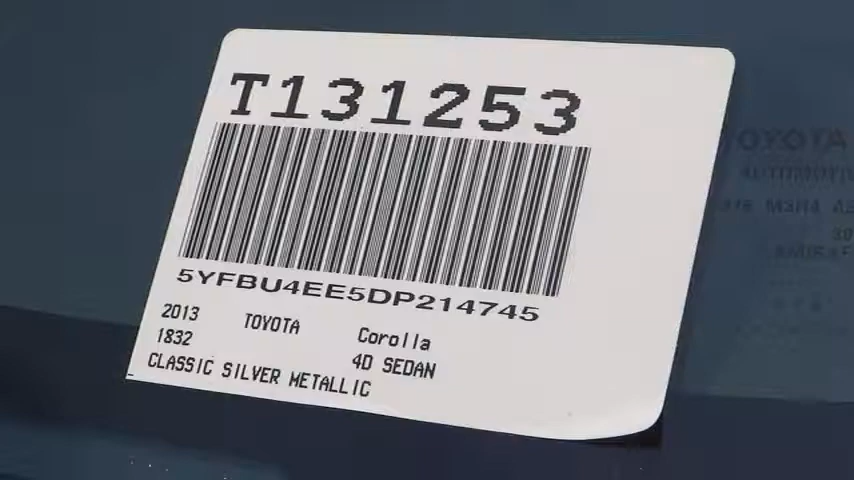 T131253
5YFBU4EE5DP214745
2013 TOYOTA Corolla
1832 4D SEDAN
CLASSIC SILVER METALLIC
TOYOTA